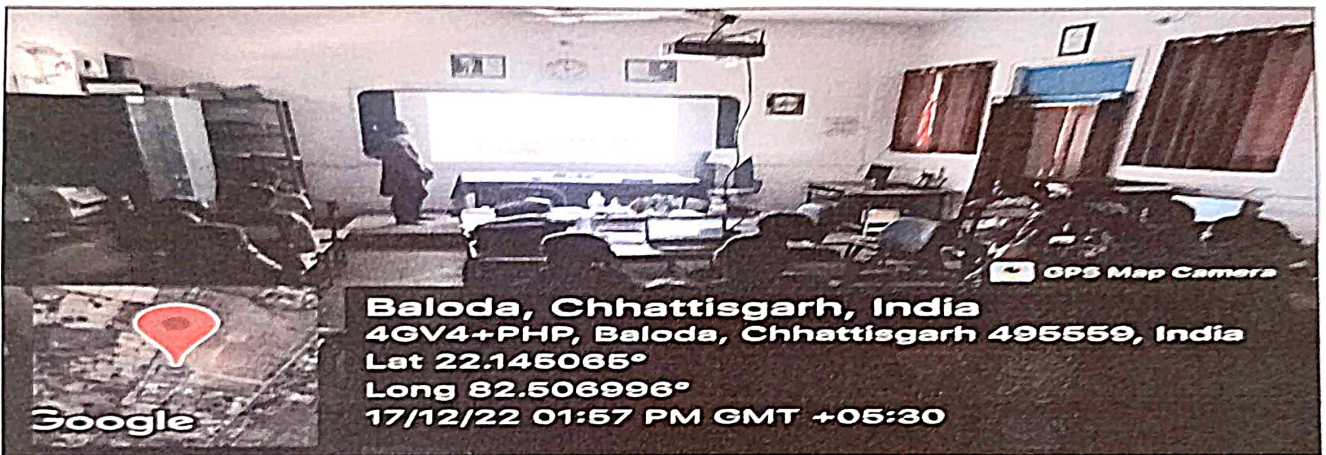 GPS Map Camera
Baloda, Chhattisgarh, India
4GV4+PHP, Baloda, Chhattisgarh 495559, India
Lat 22.145065°
Long 82.506996°
17/12/22 01:57 PM GMT +05:30
Google